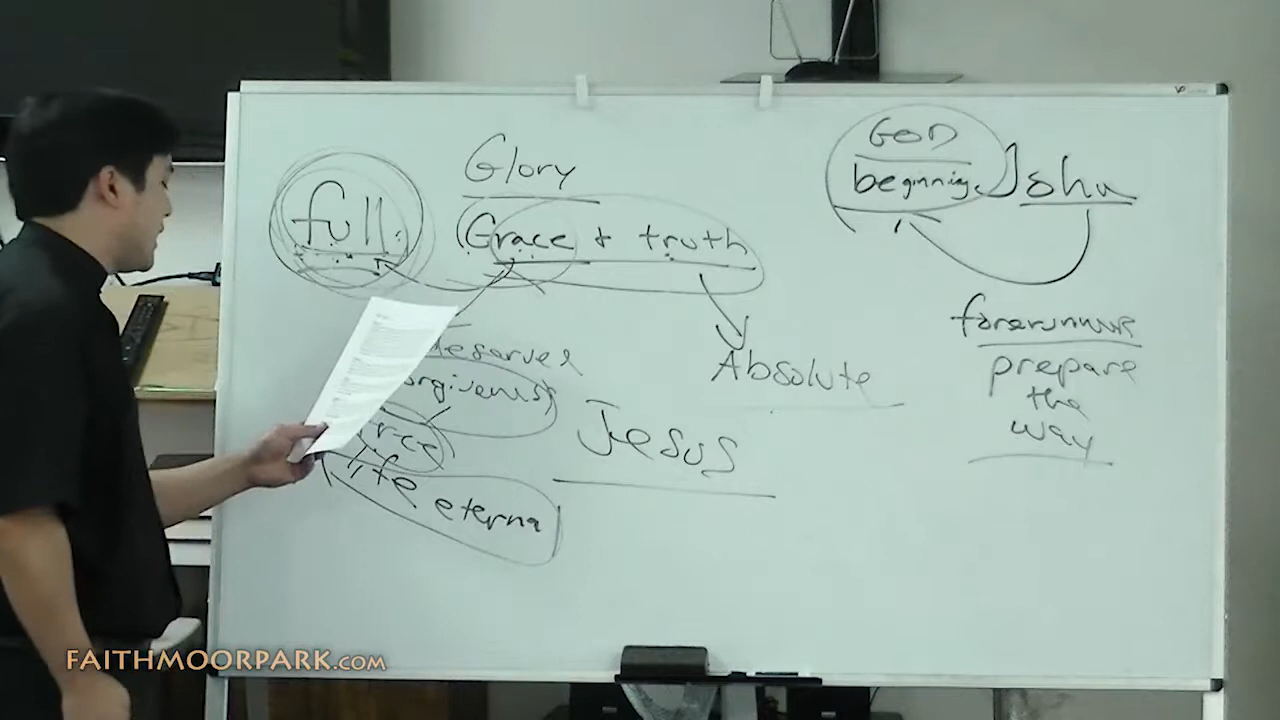 full
Glory
Grace + truth
Absolute
Jesus
life eterna
GOD
beginning
John
forerunner
prepare
the
way
FAITHMOORPARK.COM